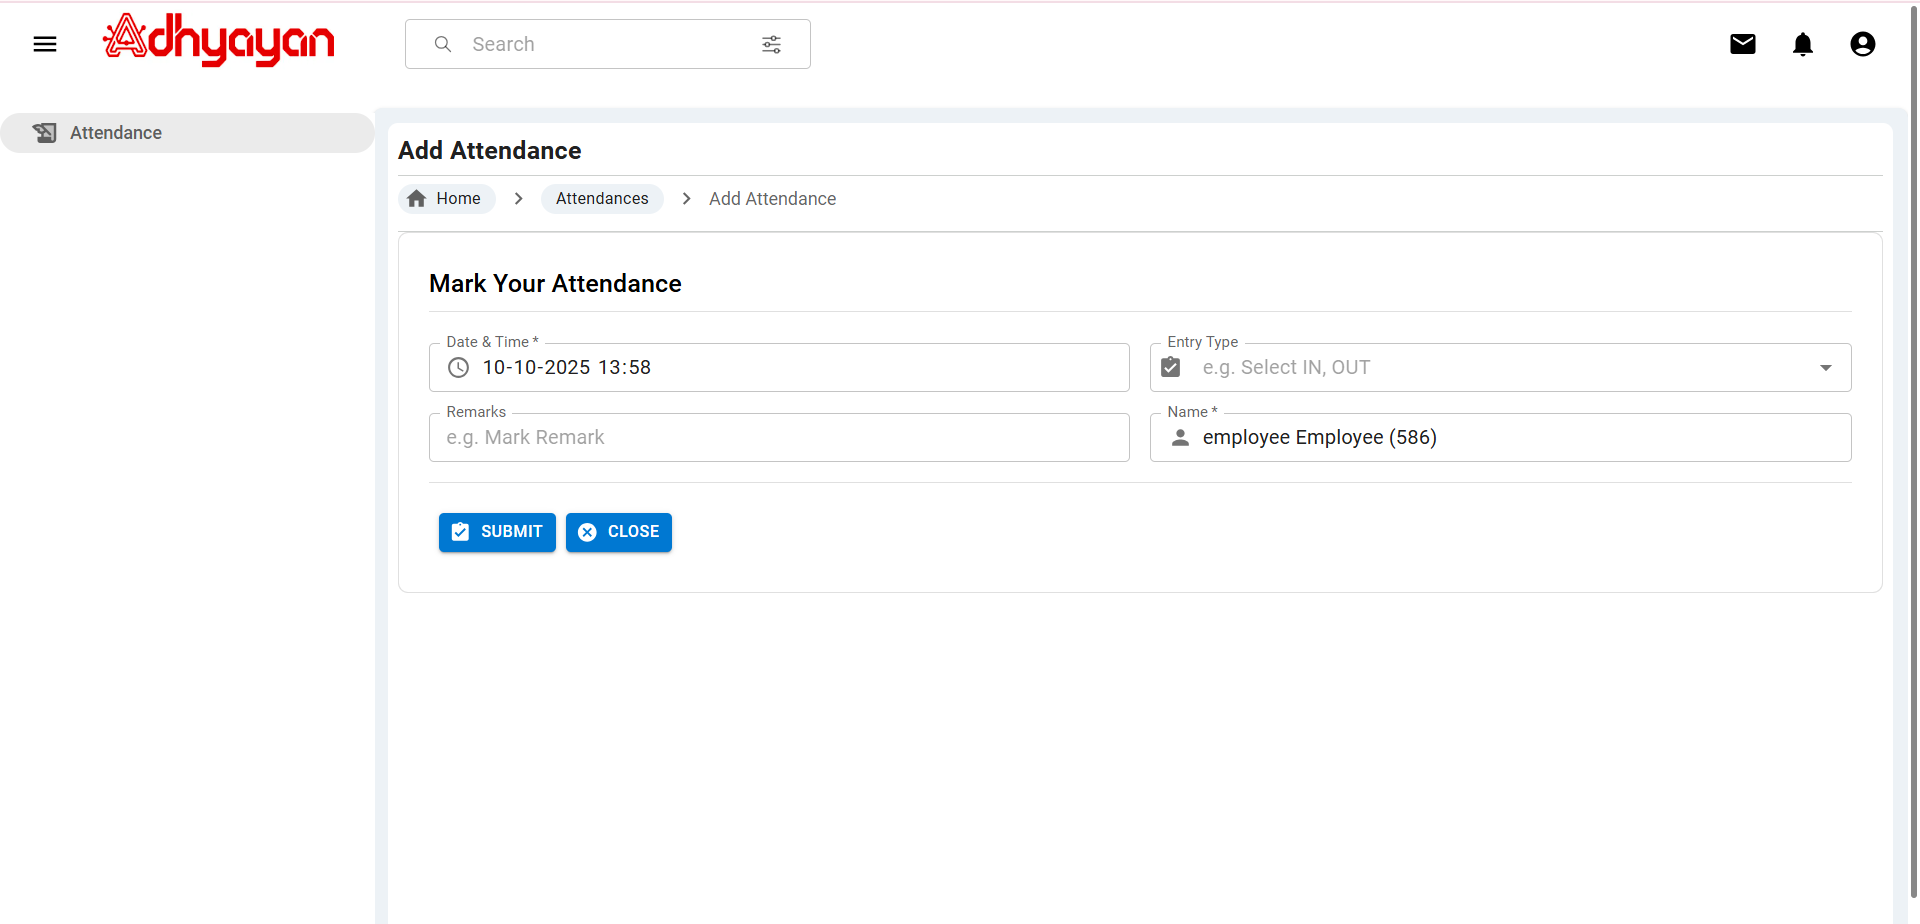 Adhyayan
Search
Attendance
Add Attendance
Home
Attendances
Add Attendance
Mark Your Attendance
Date & Time *
10-10-2025 13:58
Entry Type
e.g. Select IN, OUT
Remarks
e.g. Mark Remark
Name *
employee Employee (586)
SUBMIT
CLOSE